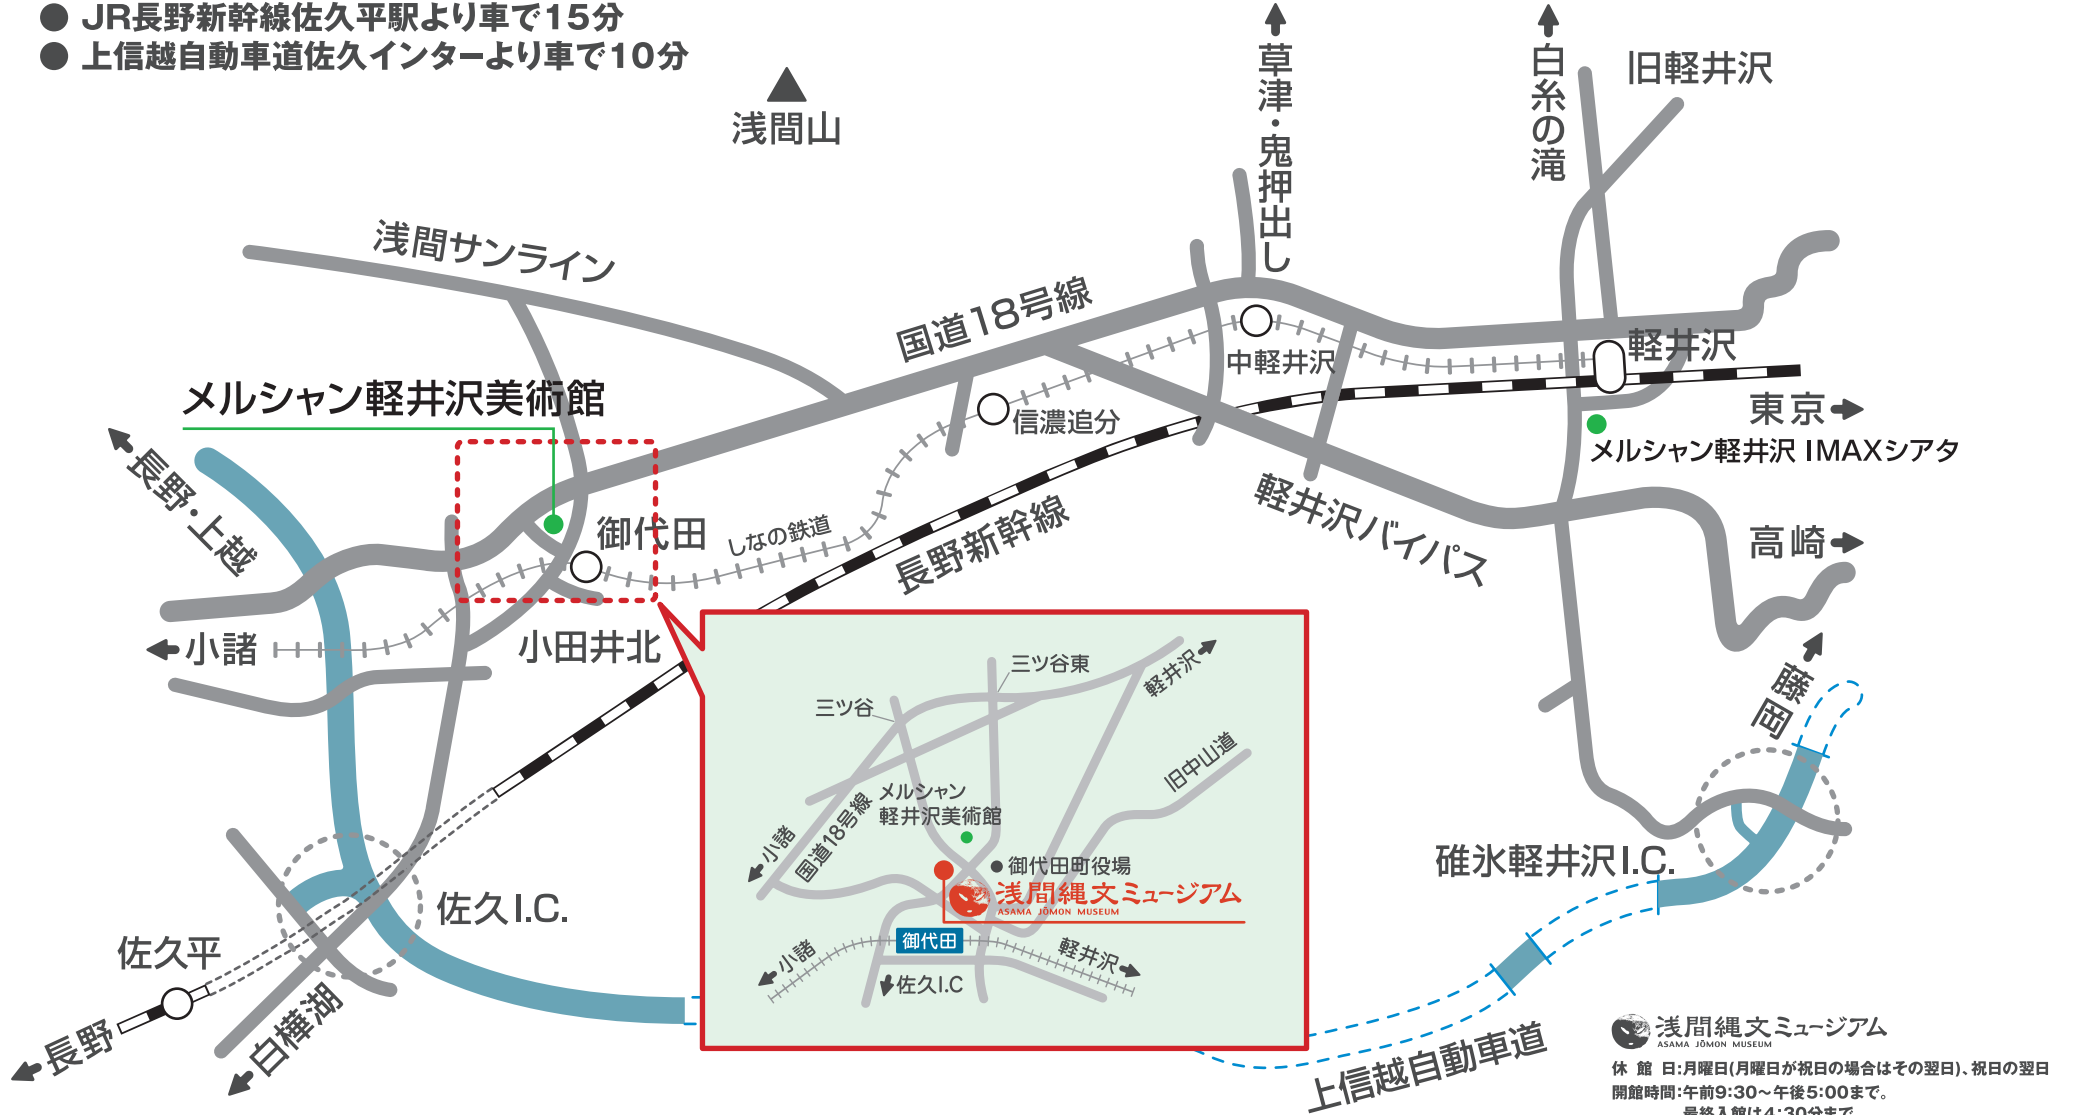 ● JR長野新幹線佐久平駅より車で15分
● 上信越自動車道佐久インターより車で10分
浅間山
草津・鬼押出し
白糸の滝
旧軽井沢
浅間サンライン
国道18号線
中軽井沢
軽井沢
メルシャン軽井沢美術館
信濃追分
東京
メルシャン軽井沢 IMAXシアタ
長野・上越
御代田
しなの鉄道
長野新幹線
軽井沢バイパス
高崎
小諸
小田井北
藤岡
三ツ谷東
三ツ谷
軽井沢
旧中山道
メルシャン
軽井沢美術館
国道18号線
小諸
御代田町役場
浅間縄文ミュージアム
ASAMA JŌMON MUSEUM
御代田
小諸
軽井沢
佐久I.C
碓氷軽井沢I.C.
佐久I.C.
佐久平
長野
白樺湖
上信越自動車道
浅間縄文ミュージアム
ASAMA JŌMON MUSEUM
休 館 日:月曜日(月曜日が祝日の場合はその翌日)、祝日の翌日
開館時間:午前9:30～午後5:00まで。
最終入館は4:30分まで